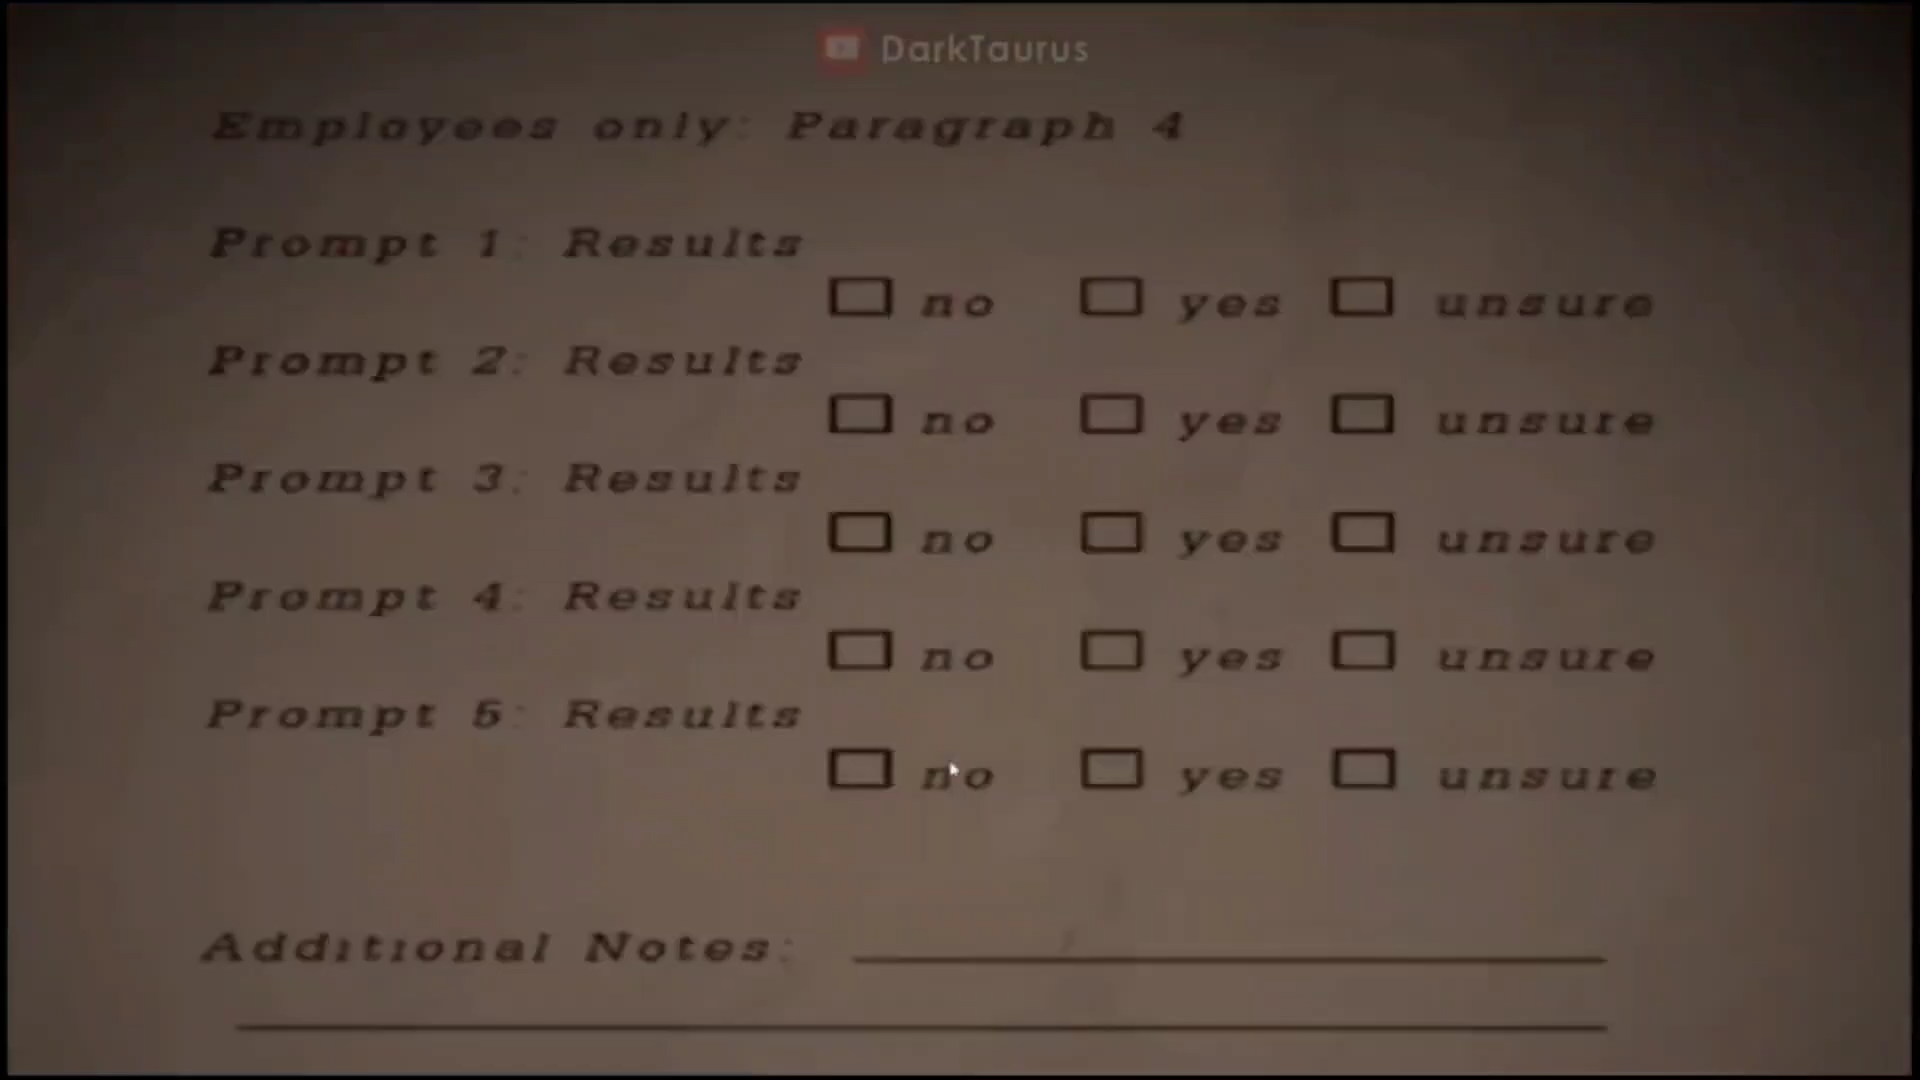 DarkTaurus
Employees only: Paragraph 4
Prompt 1: Results
no yes unsure
Prompt 2: Results
no yes unsure
Prompt 3: Results
no yes unsure
Prompt 4: Results
no yes unsure
Prompt 5: Results
no yes unsure
Additional Notes: